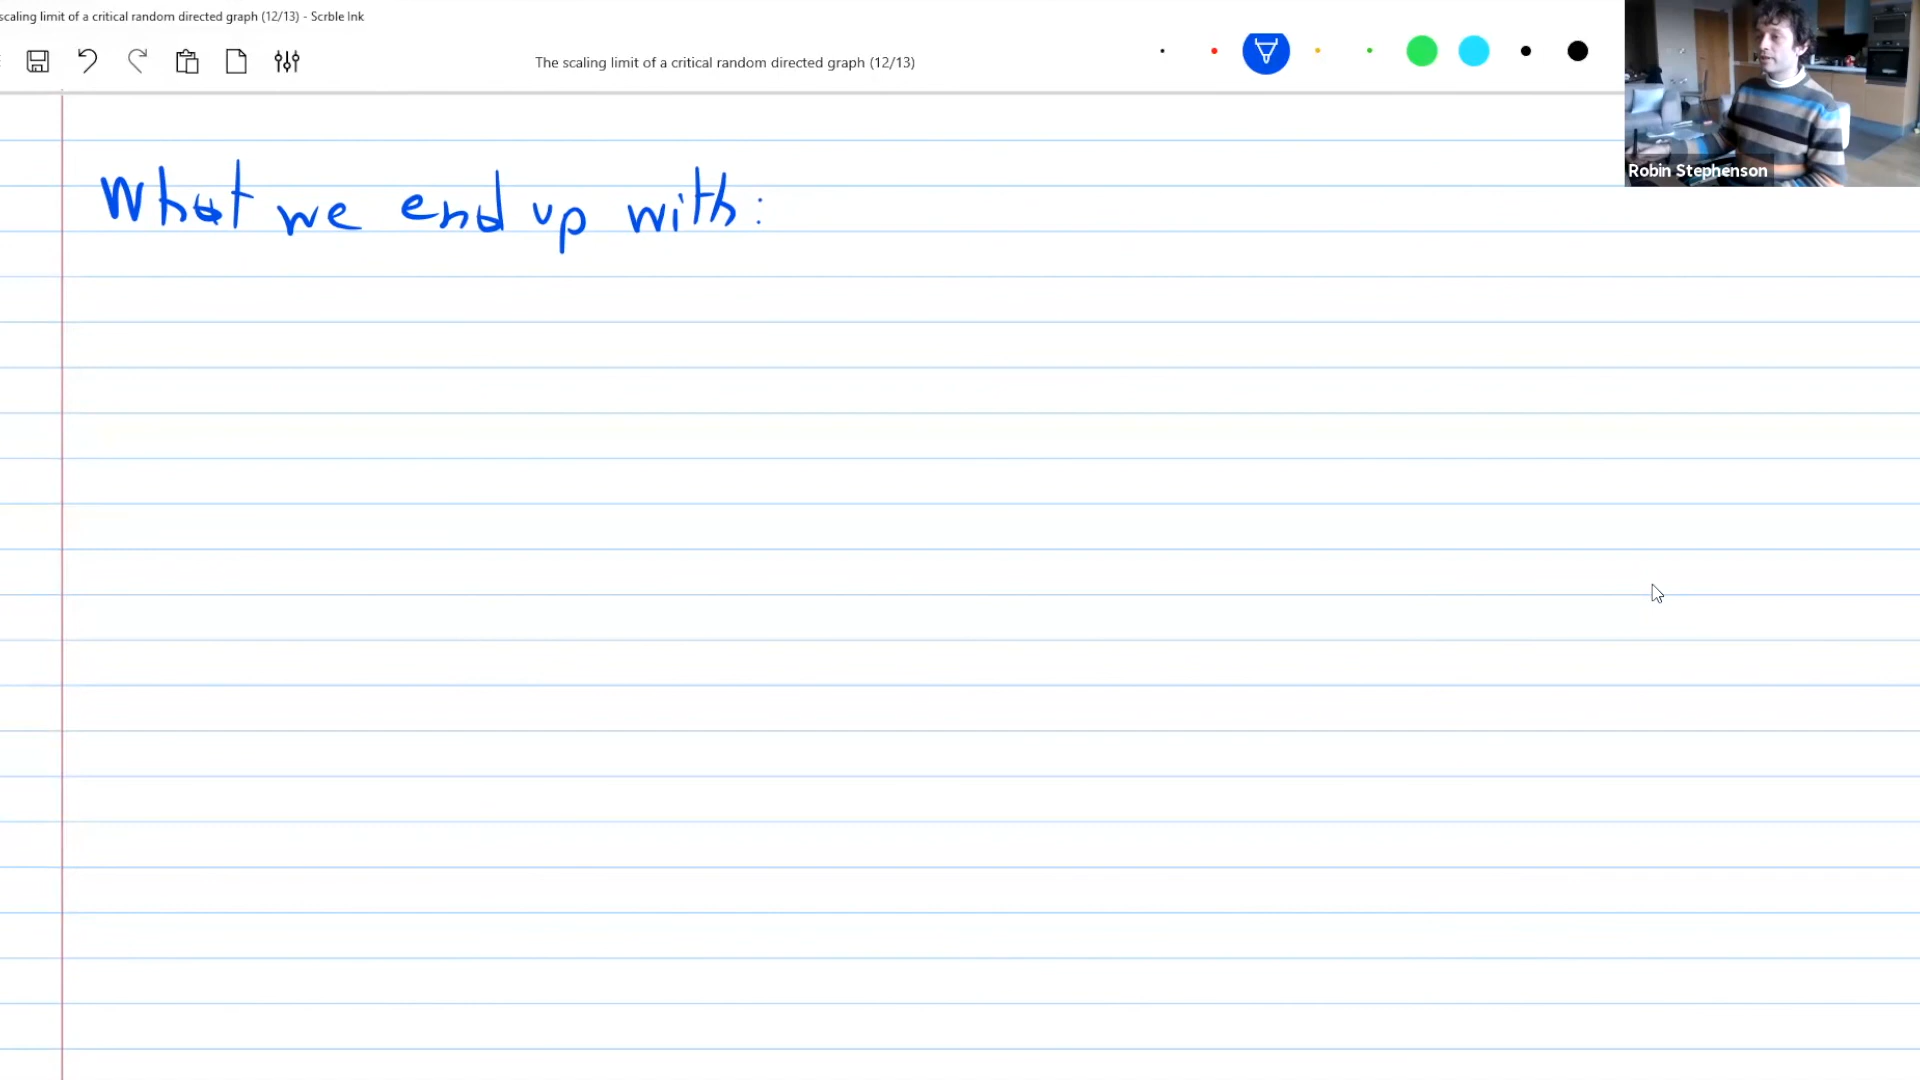 scaling limit of a critical random directed graph (12/13) - Scrble Ink
The scaling limit of a critical random directed graph (12/13)
Robin Stephenson
What we end up with: